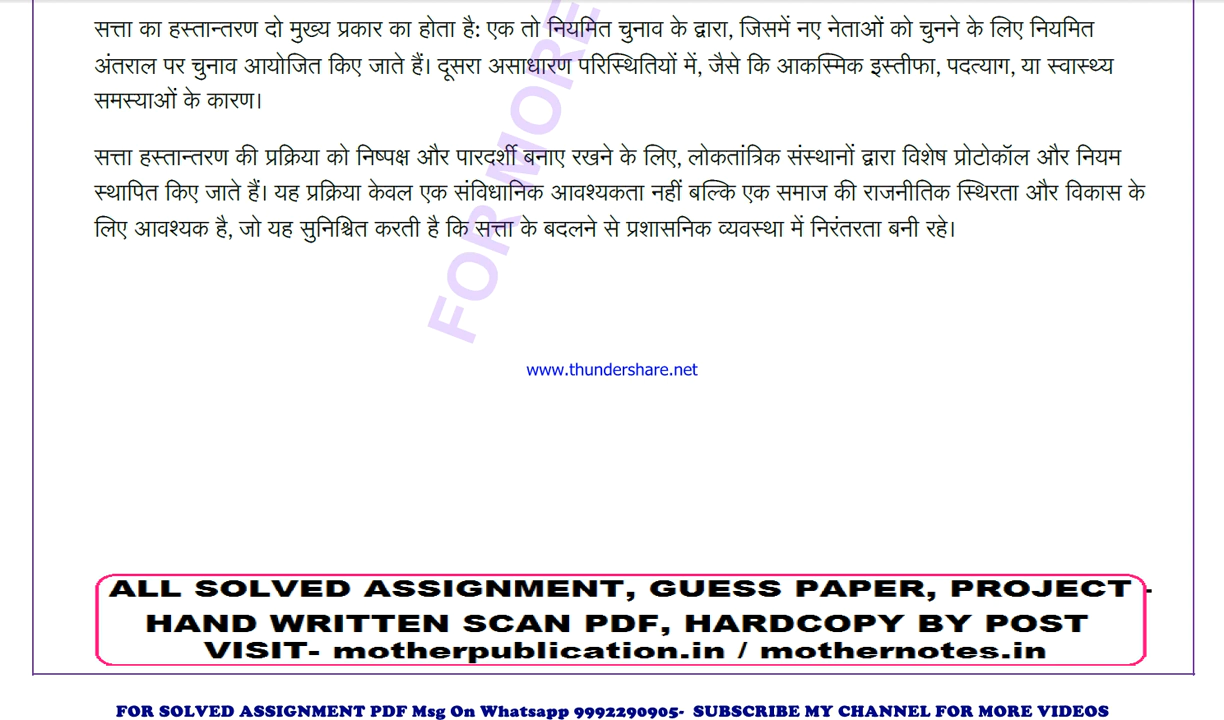 सत्ता का हस्तान्तरण दो मुख्य प्रकार का होता है: एक तो नियमित चुनाव के द्वारा, जिसमें नए नेताओं को चुनने के लिए नियमित
अंतराल पर चुनाव आयोजित किए जाते हैं। दूसरा असाधारण परिस्थितियों में, जैसे कि आकस्मिक इस्तीफा, पदत्याग, या स्वास्थ्य
समस्याओं के कारण।
सत्ता हस्तान्तरण की प्रक्रिया को निष्पक्ष और पारदर्शी बनाए रखने के लिए, लोकतांत्रिक संस्थानों द्वारा विशेष प्रोटोकॉल और नियम
स्थापित किए जाते हैं। यह प्रक्रिया केवल एक संविधानिक आवश्यकता नहीं बल्कि एक समाज की राजनीतिक स्थिरता और विकास के
लिए आवश्यक है, जो यह सुनिश्चित करती है कि सत्ता के बदलने से प्रशासनिक व्यवस्था में निरंतरता बनी रहे।
FOR MORE
www.thundershare.net
ALL SOLVED ASSIGNMENT, GUESS PAPER, PROJECT -
HAND WRITTEN SCAN PDF, HARDCOPY BY POST
VISIT- motherpublication.in / mothernotes.in
FOR SOLVED ASSIGNMENT PDF Msg On Whatsapp 9992290905- SUBSCRIBE MY CHANNEL FOR MORE VIDEOS